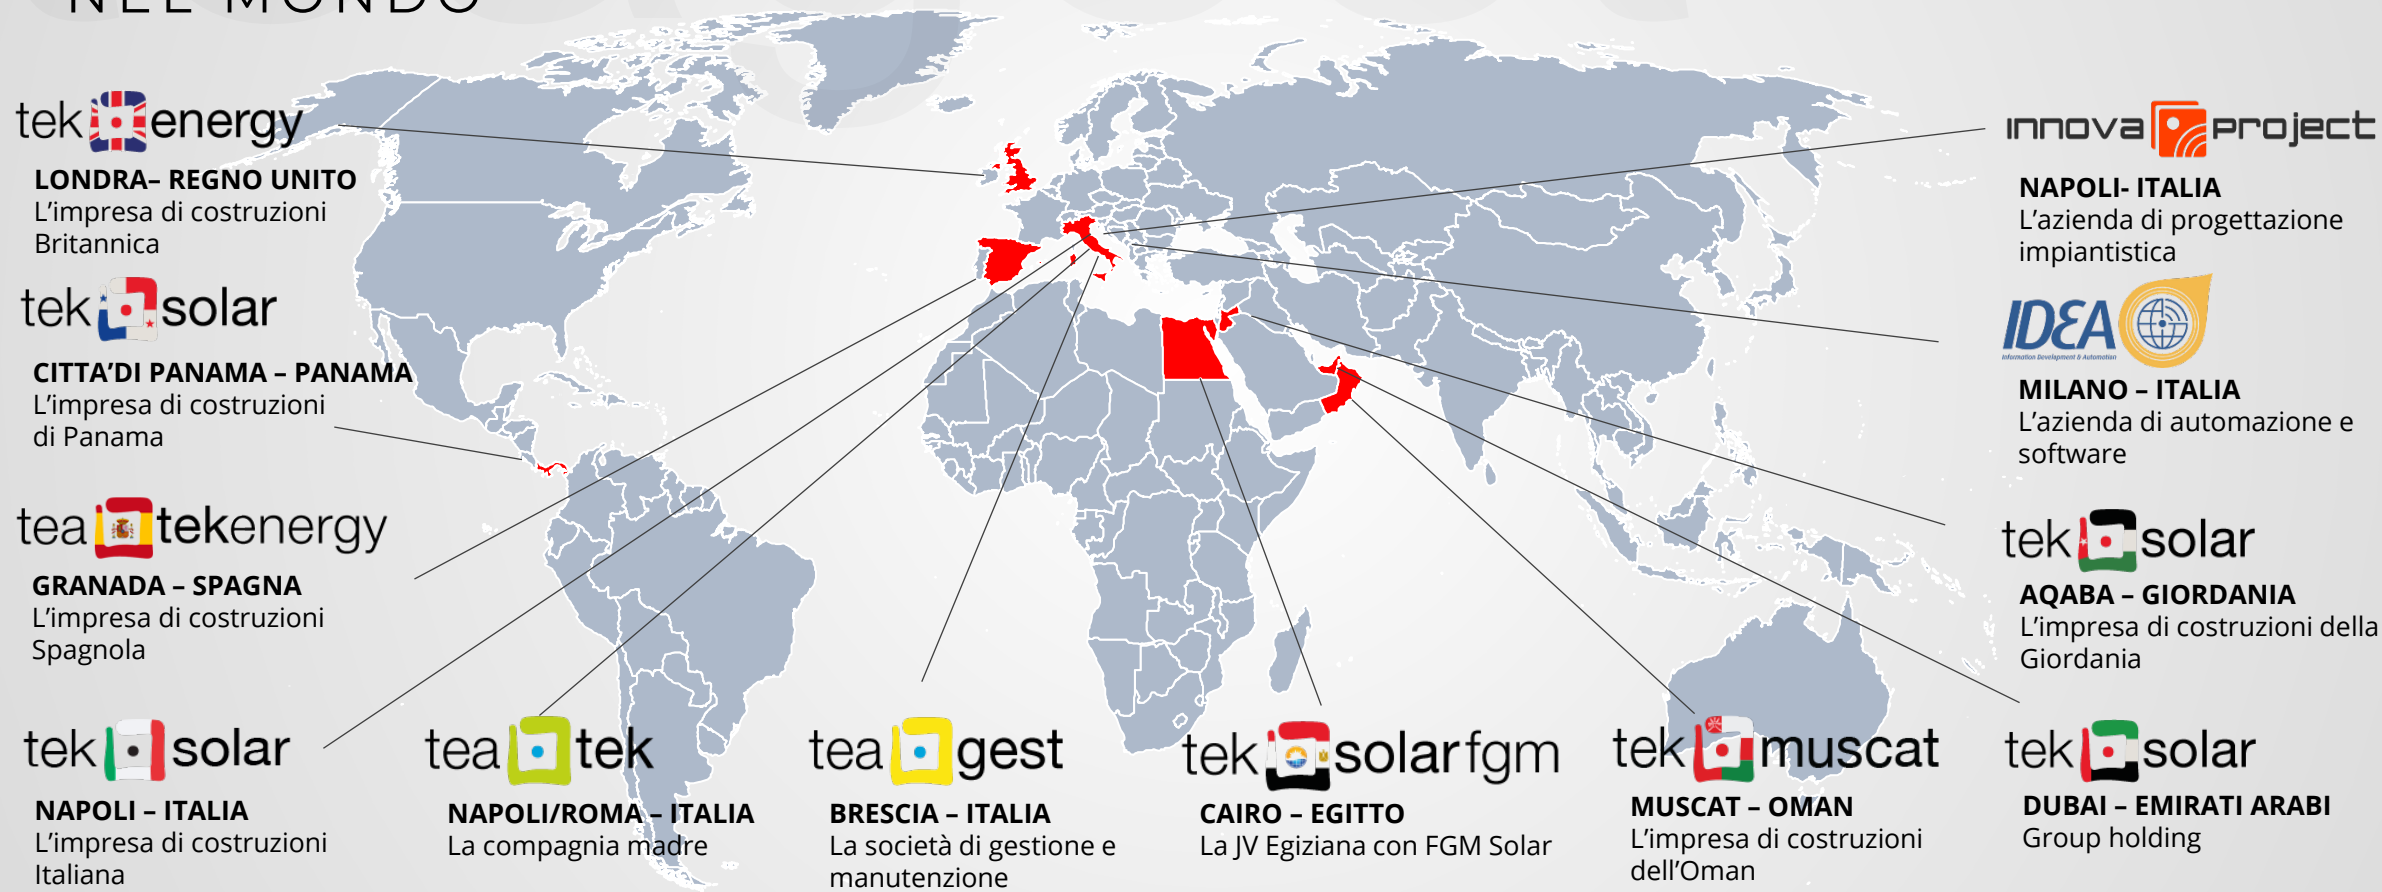 NEL MONDO
tek energy
LONDRA– REGNO UNITO
L’impresa di costruzioni
Britannica
tek solar
CITTA’DI PANAMA – PANAMA
L’impresa di costruzioni
di Panama
tea tekenergy
GRANADA – SPAGNA
L’impresa di costruzioni
Spagnola
tek solar
NAPOLI – ITALIA
L’impresa di costruzioni
Italiana
tea tek
NAPOLI/ROMA – ITALIA
La compagnia madre
tea gest
BRESCIA – ITALIA
La società di gestione e
manutenzione
tek solarfgm
CAIRO – EGITTO
La JV Egiziana con FGM Solar
tek muscat
MUSCAT – OMAN
L’impresa di costruzioni
dell’Oman
innova project
NAPOLI- ITALIA
L’azienda di progettazione
impiantistica
IDEA
Information Development & Automation
MILANO – ITALIA
L’azienda di automazione e
software
tek solar
AQABA – GIORDANIA
L’impresa di costruzioni della
Giordania
tek solar
DUBAI – EMIRATI ARABI
Group holding